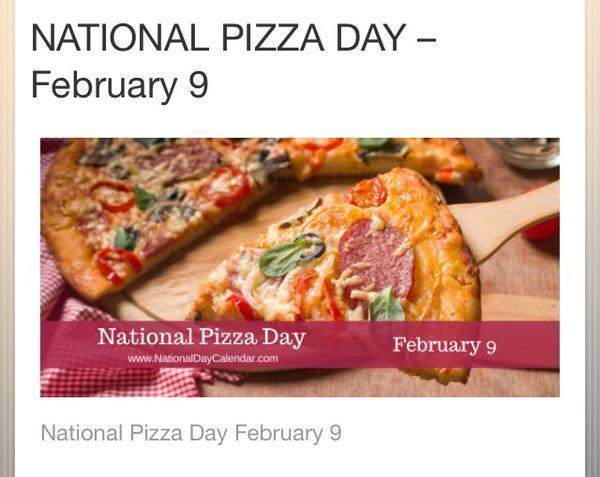 NATIONAL PIZZA DAY –
February 9
National Pizza Day
www.NationalDayCalendar.com
February 9
National Pizza Day February 9